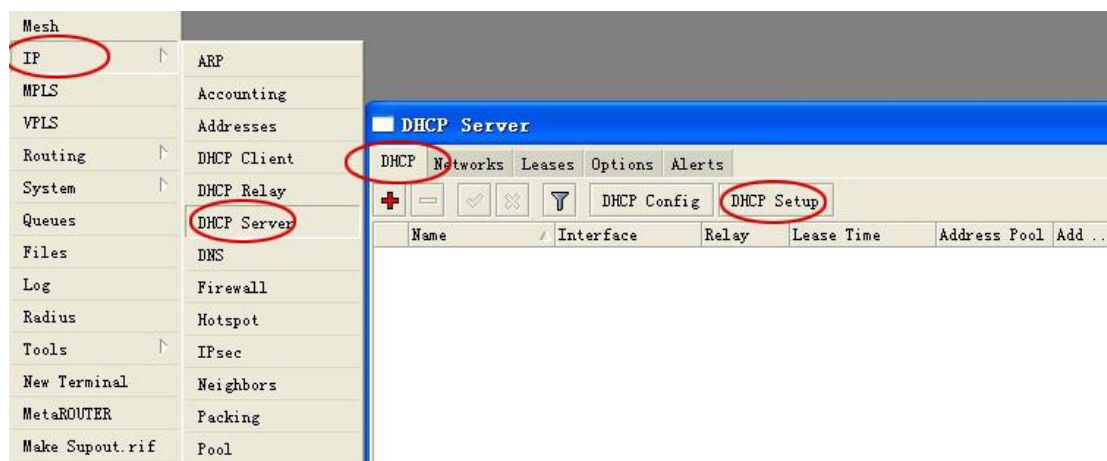 Mesh
IP
MPLS
VPLS
Routing
System
Queues
Files
Log
Radius
Tools
New Terminal
MetaROUTER
Make Supout.rif
ARP
Accounting
Addresses
DHCP Client
DHCP Relay
DHCP Server
DNS
Firewall
Hotspot
IPsec
Neighbors
Packing
Pool
DHCP Server
DHCP Networks Leases Options Alerts
DHCP Config DHCP Setup
Name Interface Relay Lease Time Address Pool Add ..